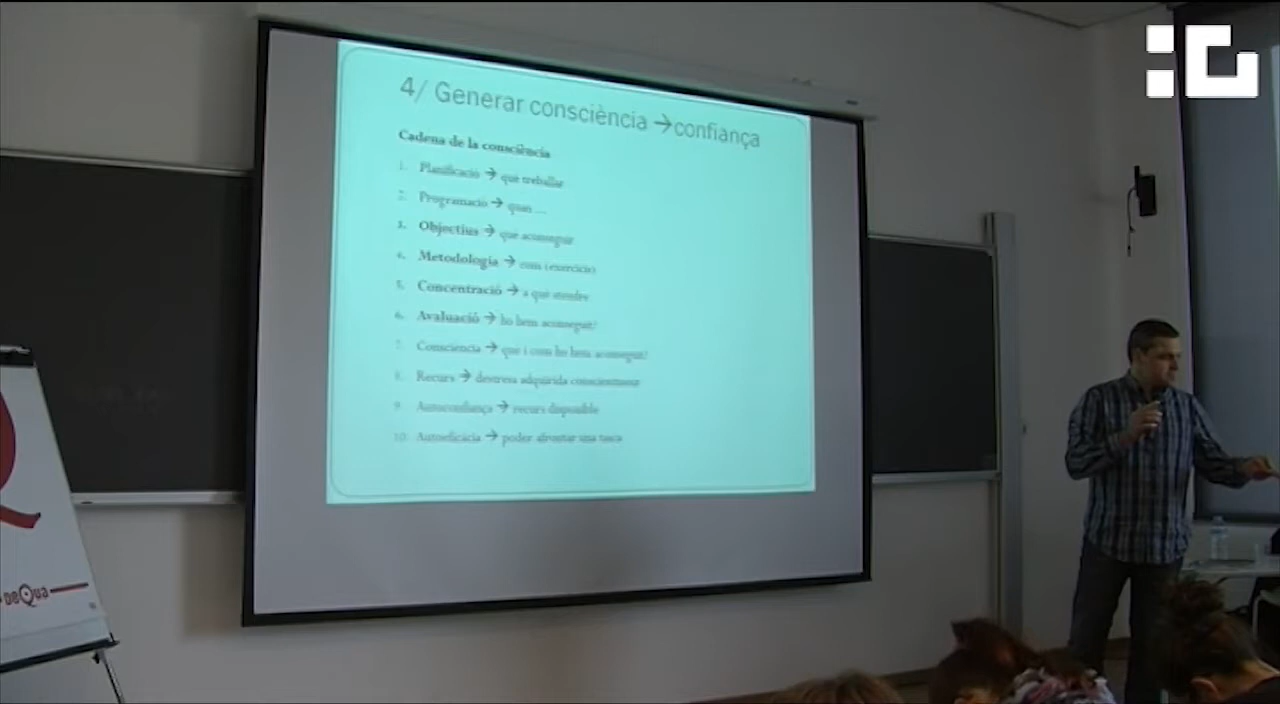 4/ Generar consciència →confiança
Cadena de la consciència
1. Planificació → què treballar
2. Programació → quan ...
3. Objectius → què aconseguir
4. Metodologia → com (exercicis)
5. Concentració → a què atendre
6. Avaluació → ho hem aconseguit?
7. Consciència → què i com ho hem aconseguit?
8. Recurs → destresa adquirida conscientment
9. Autoconfiança → recurs disponible
10. Autoeficàcia → poder afrontar una tasca
DeQua